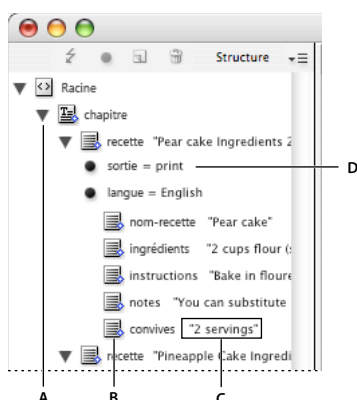 Structure
Racine
chapitre
recette "Pear cake Ingredients 2
sortie = print
D
langue = English
nom-recette "Pear cake"
ingrédients "2 cups flour (
instructions "Bake in floure
notes "You can substitute
convives "2 servings"
recette "Pineapple Cake Ingredi
A B C